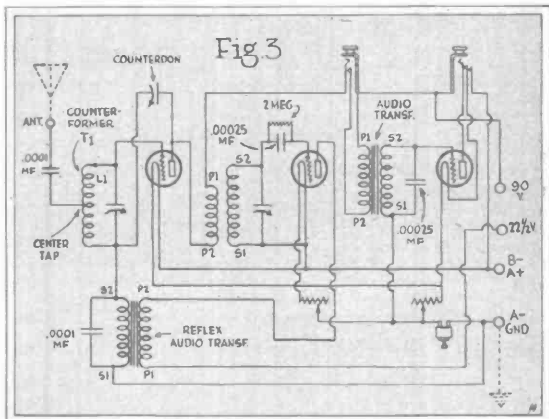 Fig.3
COUNTERDON
ANT.
COUNTER-
FORMER
T1
.0001
MF
L1
CENTER
TAP
2 MEG
.00025
MF
S2
P1
P2
S1
AUDIO
TRANSF.
P1
S2
P2
S1
.00025
MF
90
V
22½V
B-
A+
A-
GND
S2
P2
.0001
MF
REFLEX
AUDIO TRANSF.
S1
P1